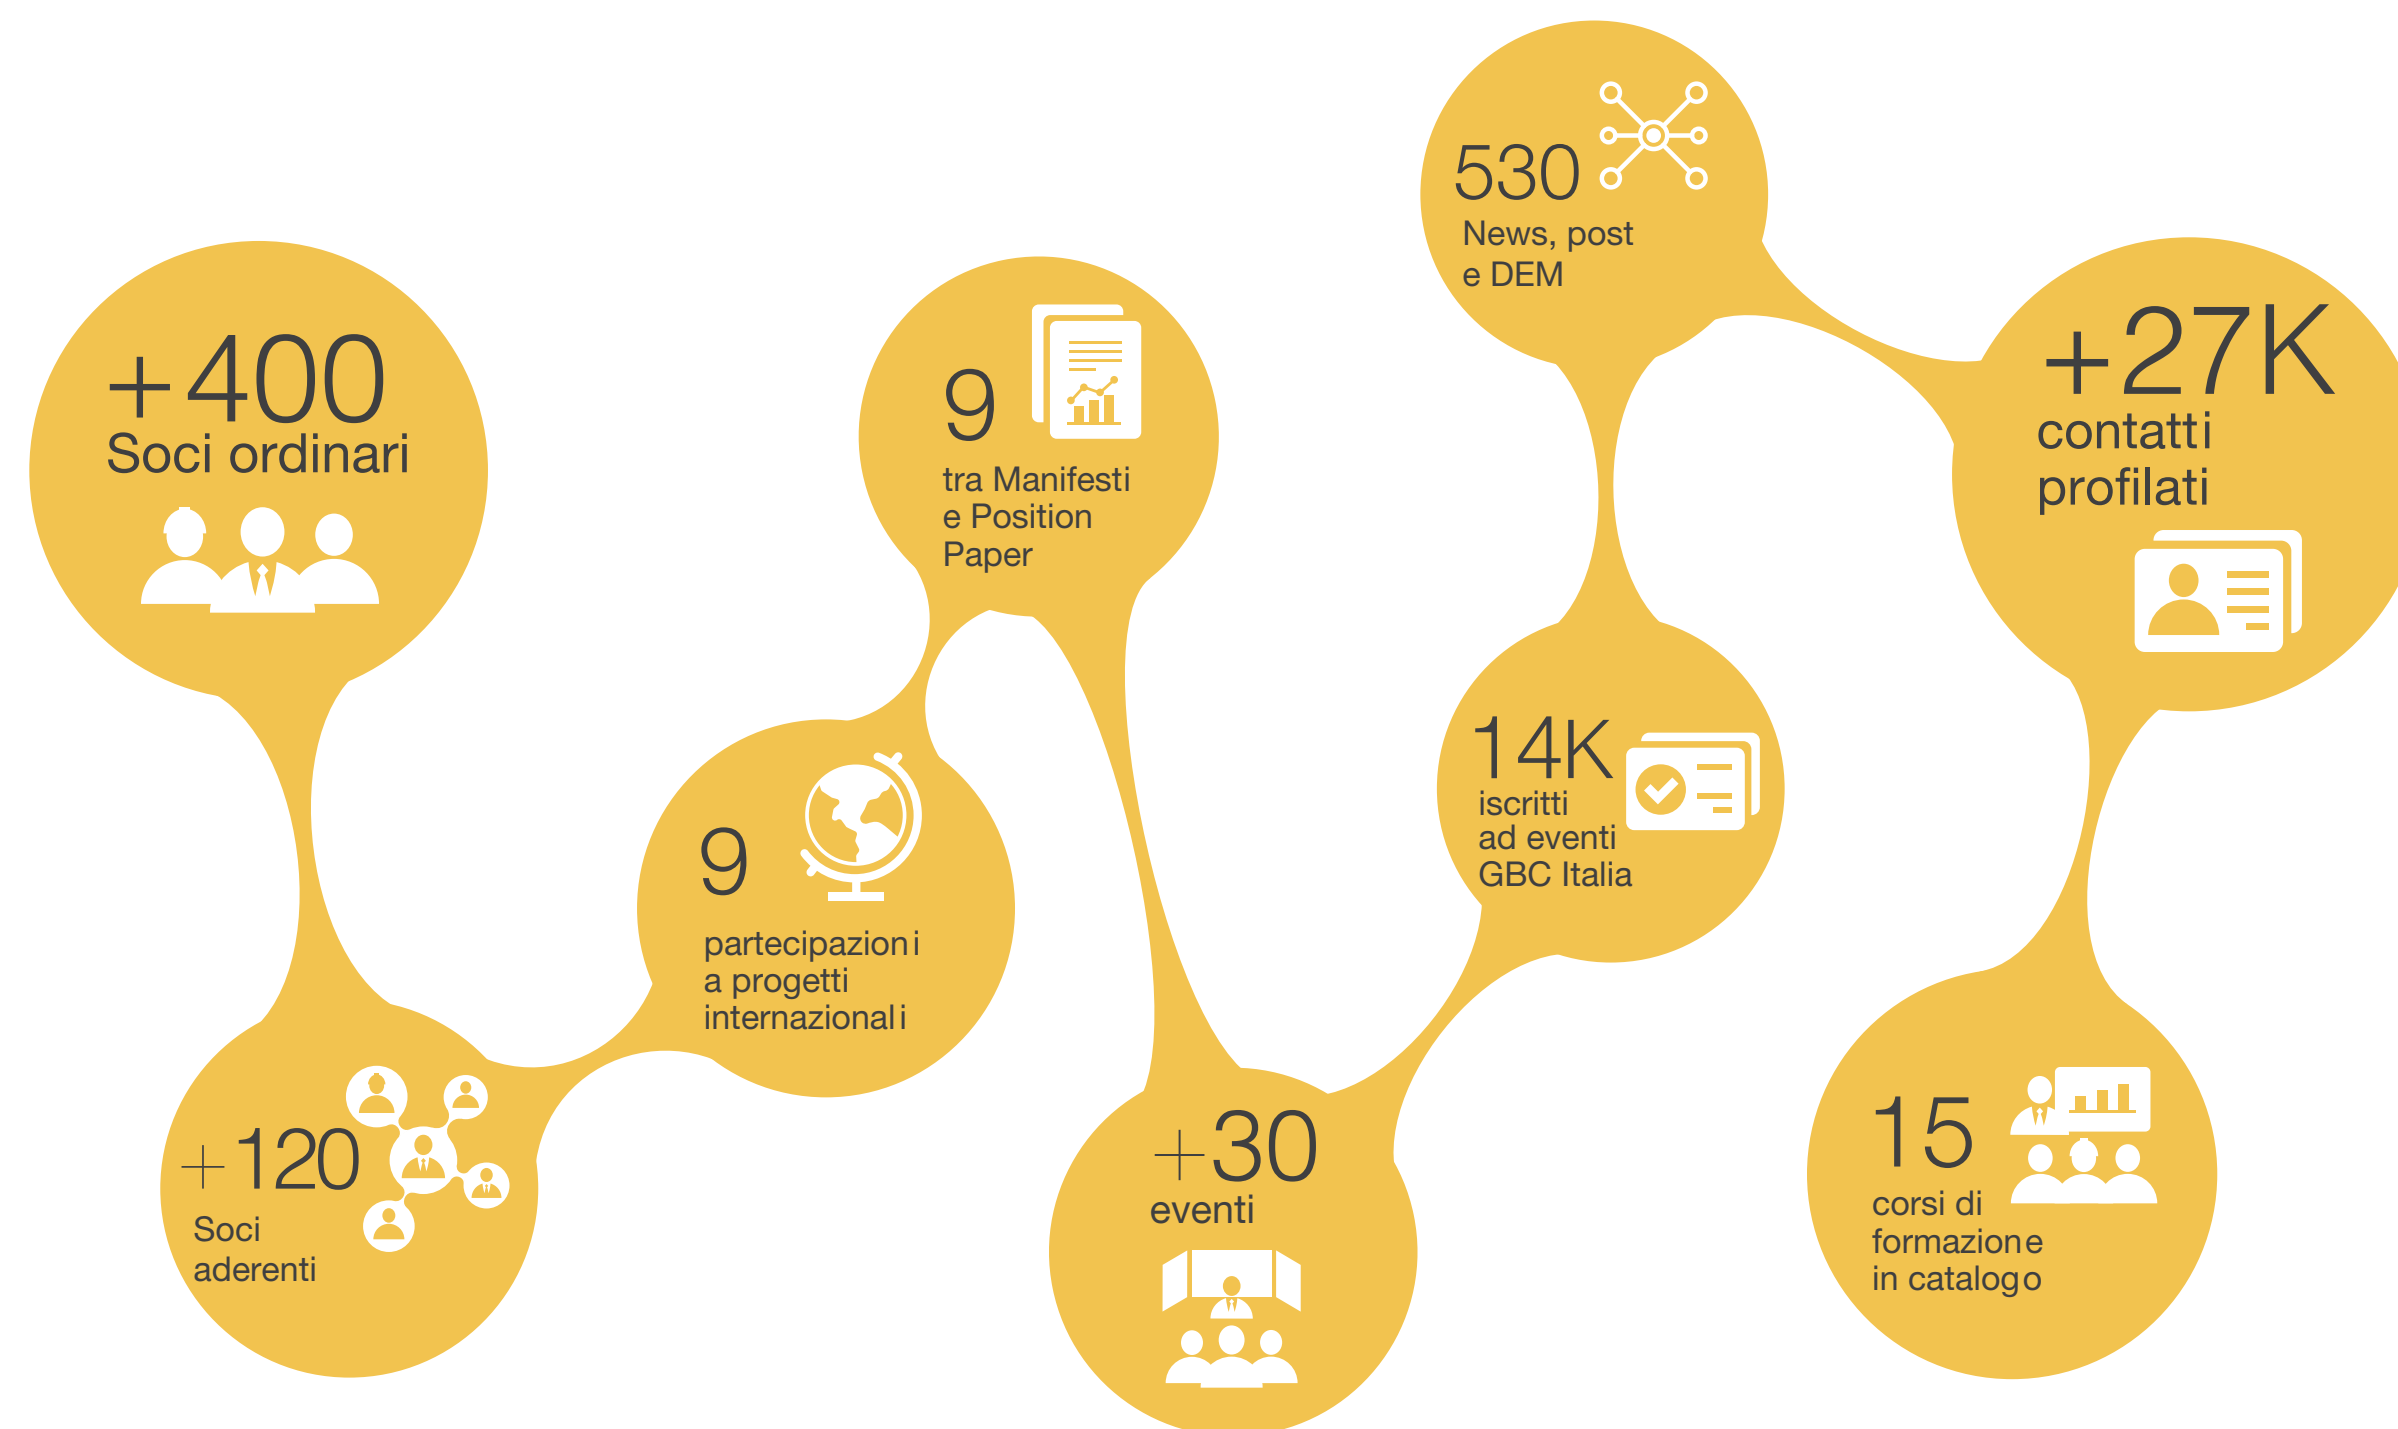 +400
Soci ordinari
+120
Soci
aderenti
9
partecipazioni
a progetti
internazionali
9
tra Manifesti
e Position
Paper
+30
eventi
14K
iscritti
ad eventi
GBC Italia
530
News, post
e DEM
+27K
contatti
profilati
15
corsi di
formazione
in catalogo